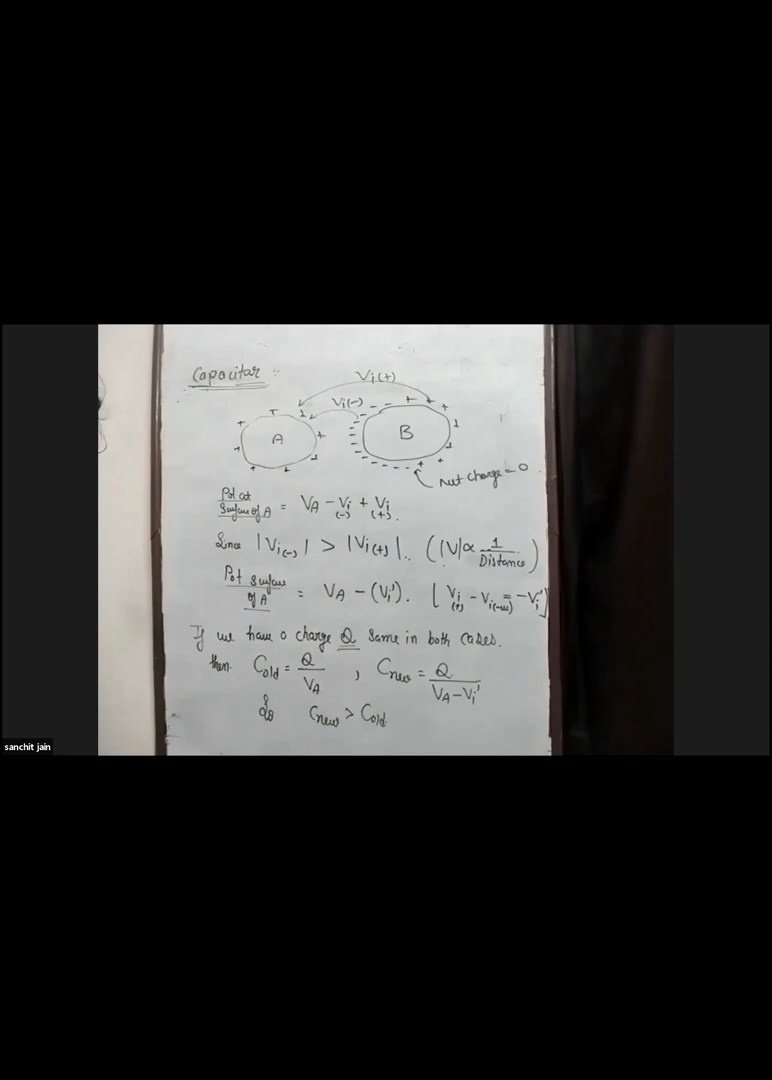 Capacitar :
Vi(+)
Vi(-)
A
B
net charge = 0
Pot at surface of A = VA - Vi(-) + Vi(+).
Since |Vi(-)| > |Vi(+)|.. (|V| ∝ 1/Distance)
Pot surface of A = VA - (Vi'). [Vi(+) - Vi(-) = -Vi']
If we have a charge Q same in both cases.
then Cold = Q/VA , Cnew = Q/(VA-Vi')
So Cnew > Cold
sanchit jain